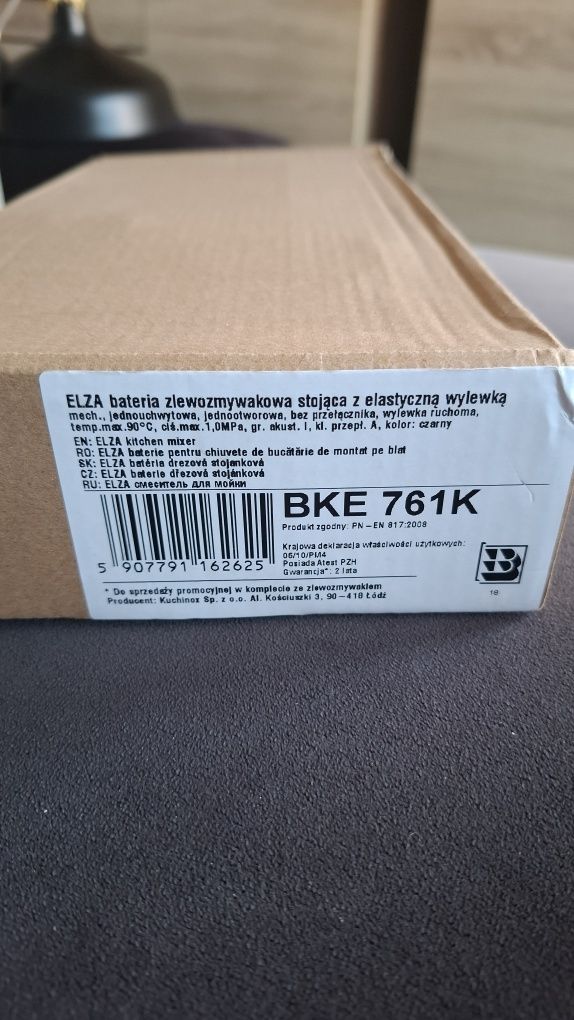 ELZA bateria zlewozmywakowa stojąca z elastyczną wylewką
mech., jednouchwytowa, jednootworowa, bez przełącznika, wylewka ruchoma,
temp.max.90°C, ciś.max.1,0MPa, gr. akust. I, kl. przepł. A, kolor: czarny
EN: ELZA kitchen mixer
RO: ELZA baterie pentru chiuvete de bucătărie de montat pe blat
SK: ELZA batéria drezová stojanková
CZ: ELZA baterie dřezová stojánková
RU: ELZA смеситель для мойки
BKE 761K
Produkt zgodny: PN-EN 817:2008
Krajowa deklaracja właściwości użytkowych:
06/10/PM4
Posiada Atest PZH
Gwarancja*: 2 lata
5 907791 162625
* Do sprzedaży promocyjnej w komplecie ze zlewozmywakiem
Producent: Kuchinox Sp. z o.o. Al. Kościuszki 3, 90-418 Łódź
B
18